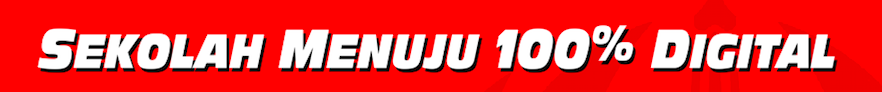 SEKOLAH MENUJU 100% DIGITAL